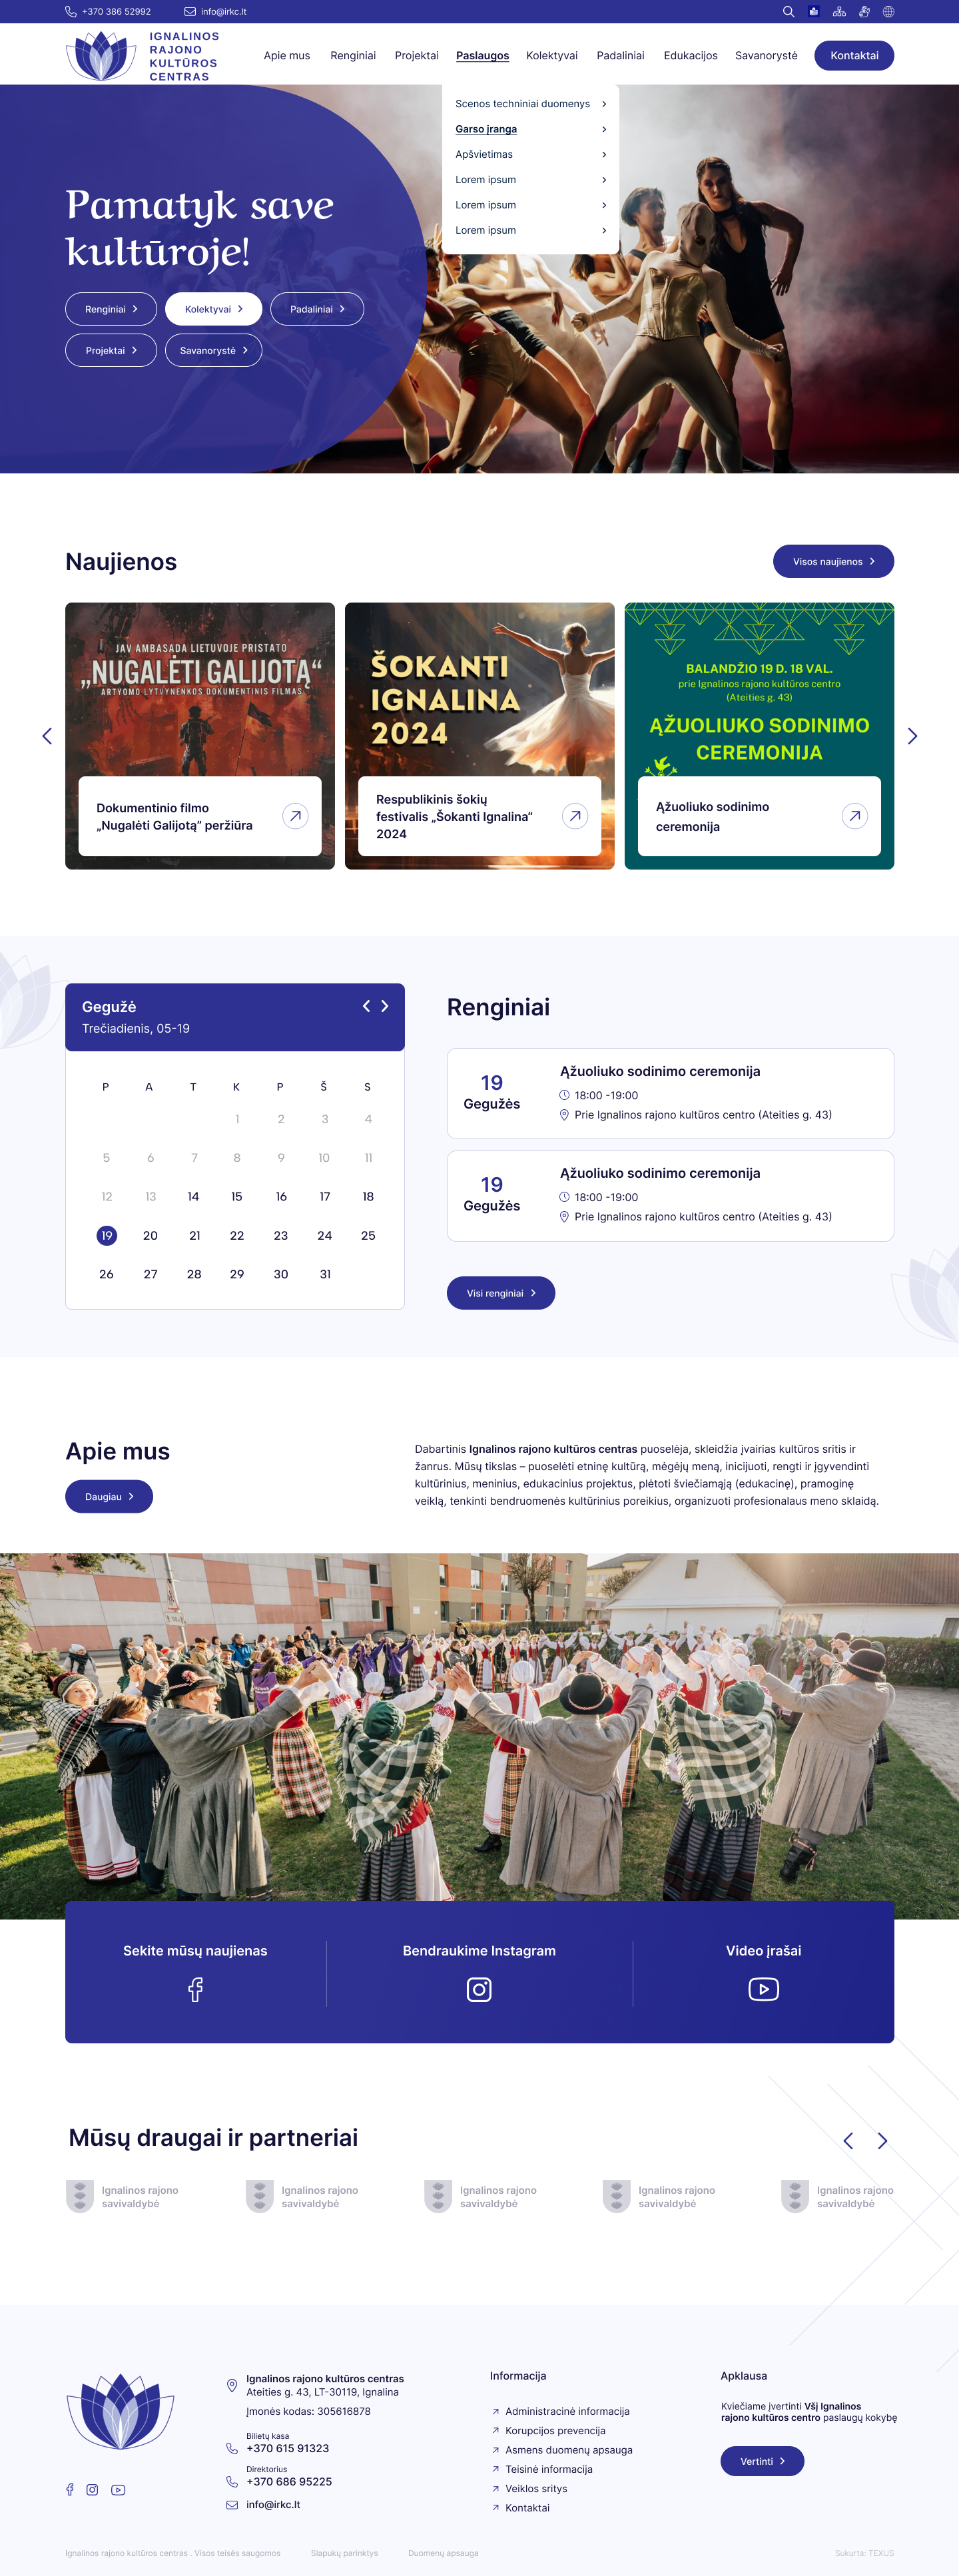 +370 386 52992
info@irkc.lt
IGNALINOS
RAJONO
KULTŪROS
CENTRAS
Apie mus
Renginiai
Projektai
Paslaugos
Kolektyvai
Padaliniai
Edukacijos
Savanorystė
Kontaktai
Scenos techniniai duomenys
Garso įranga
Apšvietimas
Lorem ipsum
Lorem ipsum
Lorem ipsum
Pamatyk save
kultūroje!
Renginiai
Kolektyvai
Padaliniai
Projektai
Savanorystė
Naujienos
Visos naujienos
JAV AMBASADA LIETUVOJE PRISTATO
„NUGALĖTI GALIJOTĄ“
ARTYOMO LYTVYNENKOS DOKUMENTINIS FILMAS
Dokumentinio filmo
„Nugalėti Galijotą” peržiūra
ŠOKANTI
IGNALINA
2024
Respublikinis šokių
festivalis „Šokanti Ignalina“
2024
BALANDŽIO 19 D. 18 VAL.
prie Ignalinos rajono kultūros centro
(Ateities g. 43)
ĄŽUOLIUKO SODINIMO
CEREMONIJA
Ąžuoliuko sodinimo
ceremonija
Gegužė
Trečiadienis, 05-19
P A T K P Š S
1 2 3 4
5 6 7 8 9 10 11
12 13 14 15 16 17 18
19 20 21 22 23 24 25
26 27 28 29 30 31
Renginiai
19
Gegužės
Ąžuoliuko sodinimo ceremonija
18:00 -19:00
Prie Ignalinos rajono kultūros centro (Ateities g. 43)
19
Gegužės
Ąžuoliuko sodinimo ceremonija
18:00 -19:00
Prie Ignalinos rajono kultūros centro (Ateities g. 43)
Visi renginiai
Apie mus
Daugiau
Dabartinis Ignalinos rajono kultūros centras puoselėja, skleidžia įvairias kultūros sritis ir
žanrus. Mūsų tikslas – puoselėti etninę kultūrą, mėgėjų meną, inicijuoti, rengti ir įgyvendinti
kultūrinius, meninius, edukacinius projektus, plėtoti šviečiamąją (edukacinę), pramoginę
veiklą, tenkinti bendruomenės kultūrinius poreikius, organizuoti profesionalaus meno sklaidą.
Sekite mūsų naujienas
Bendraukime Instagram
Video įrašai
Mūsų draugai ir partneriai
Ignalinos rajono
savivaldybė
Ignalinos rajono
savivaldybė
Ignalinos rajono
savivaldybė
Ignalinos rajono
savivaldybė
Ignalinos rajono
savivaldybė
Ignalinos rajono kultūros centras
Ateities g. 43, LT-30119, Ignalina
Įmonės kodas: 305616878
Bilietų kasa
+370 615 91323
Direktorius
+370 686 95225
info@irkc.lt
Informacija
Administracinė informacija
Korupcijos prevencija
Asmens duomenų apsauga
Teisinė informacija
Veiklos sritys
Kontaktai
Apklausa
Kviečiame įvertinti VšĮ Ignalinos
rajono kultūros centro paslaugų kokybę
Vertinti
Ignalinos rajono kultūros centras . Visos teisės saugomos
Slapukų parinktys
Duomenų apsauga
Sukurta: TEXUS